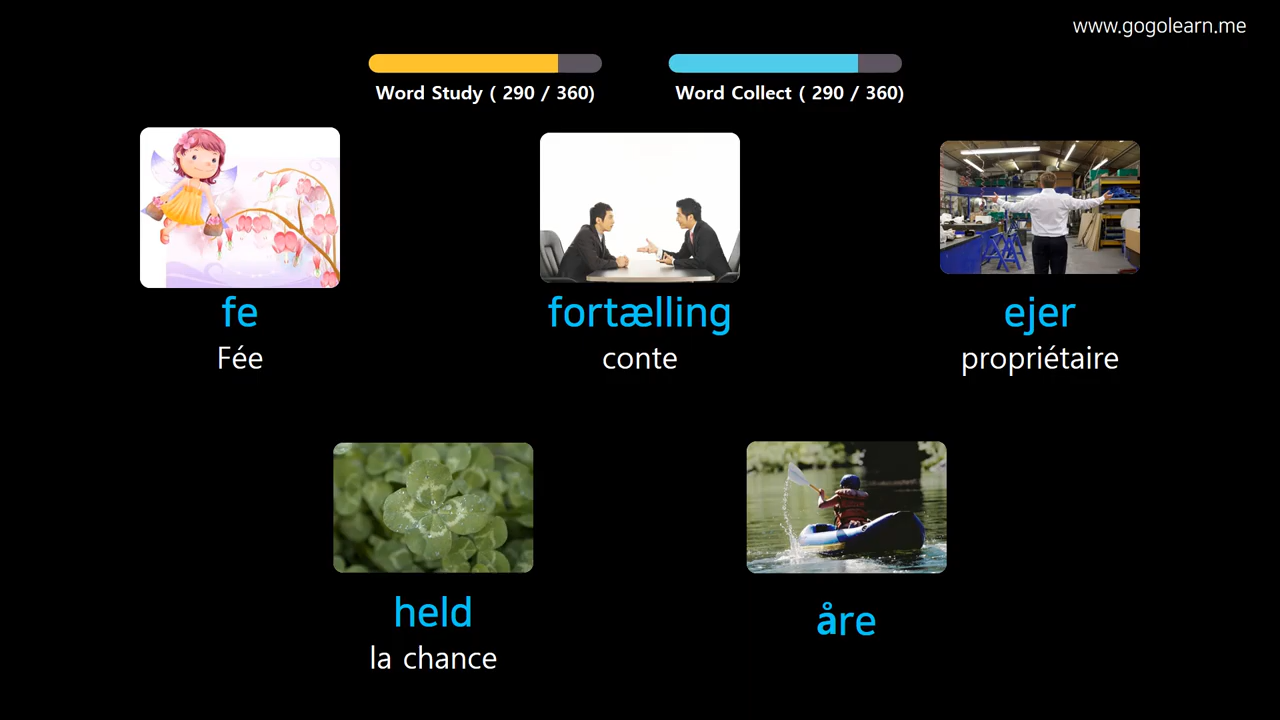 www.gogolearn.me
Word Study ( 290 / 360)
Word Collect ( 290 / 360)
fe
Fée
fortælling
conte
ejer
propriétaire
held
la chance
åre